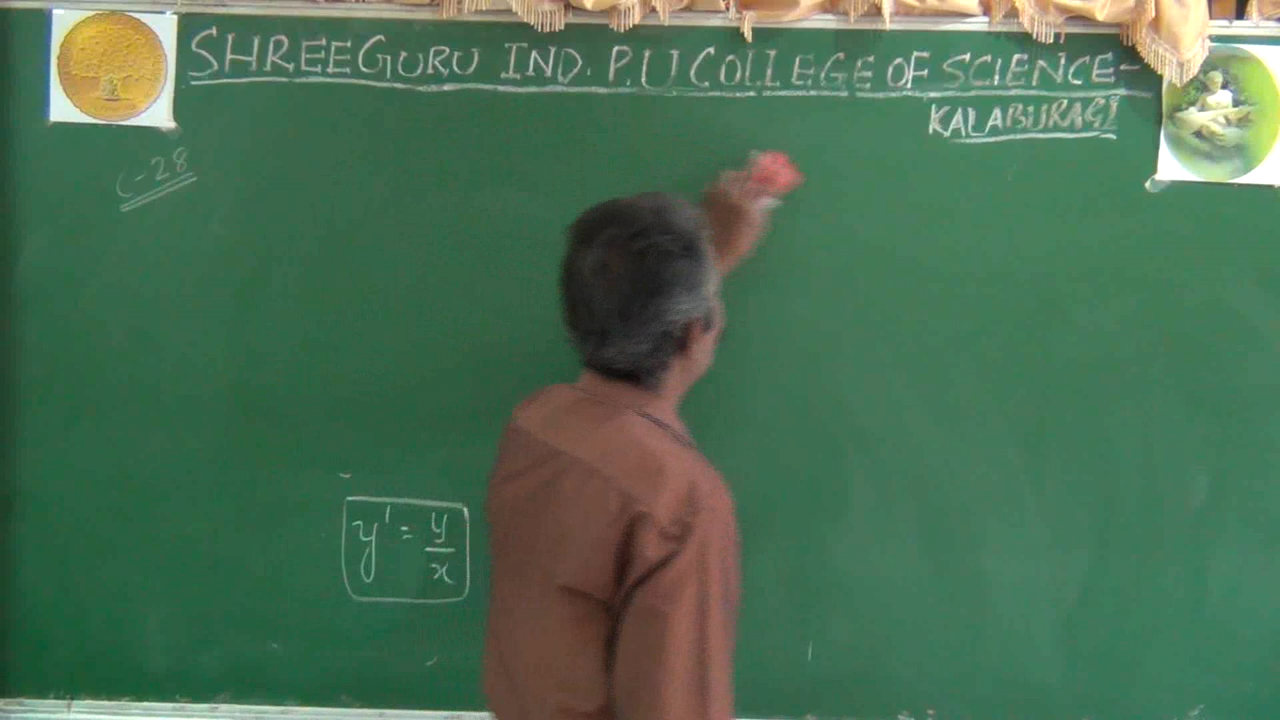 SHREEGURU IND. P.U COLLEGE OF SCIENCE-
KALABURAGI
C-28
y' = y/x